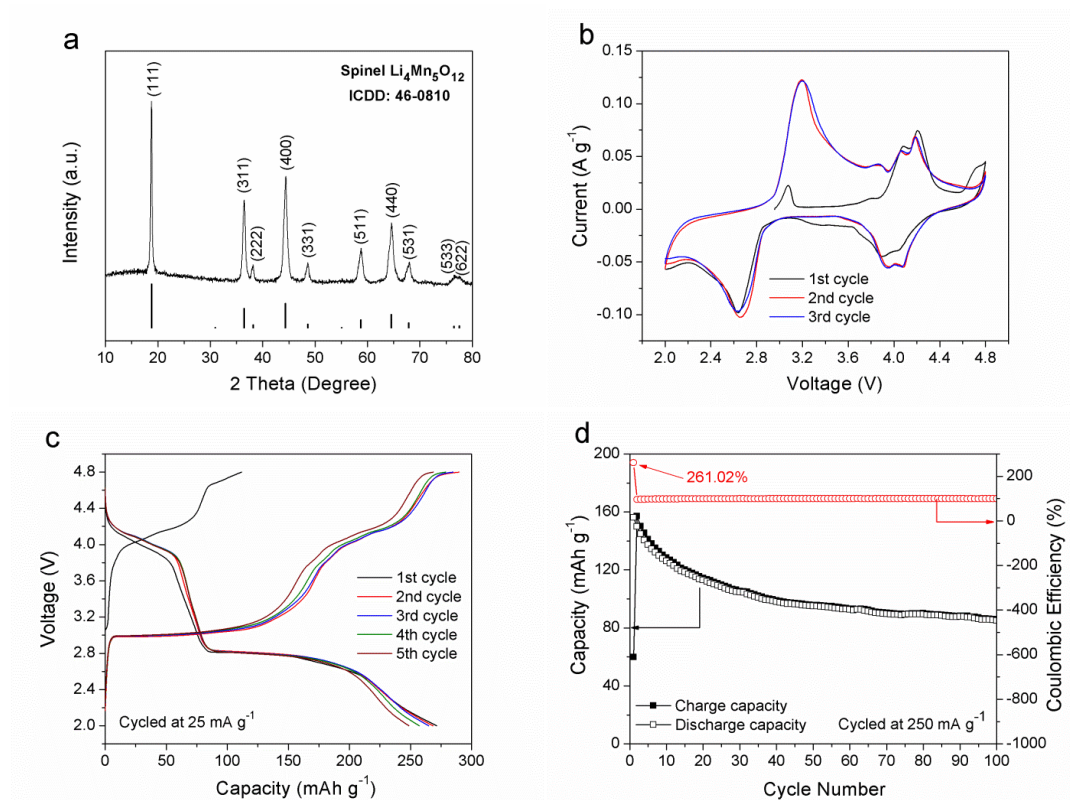 a
Spinel Li₄Mn₅O₁₂
ICDD: 46-0810
(111)
(311)
(222)
(400)
(331)
(511)
(440)
(531)
(533)
(622)
Intensity (a.u.)
10 20 30 40 50 60 70 80
2 Theta (Degree)
b
0.15
0.10
0.05
0.00
-0.05
-0.10
Current (A g⁻¹)
1st cycle
2nd cycle
3rd cycle
2.0 2.4 2.8 3.2 3.6 4.0 4.4 4.8
Voltage (V)
c
4.8
4.4
4.0
3.6
3.2
2.8
2.4
2.0
Voltage (V)
1st cycle
2nd cycle
3rd cycle
4th cycle
5th cycle
Cycled at 25 mA g⁻¹
0 50 100 150 200 250 300
Capacity (mAh g⁻¹)
d
200
160
120
80
40
0
Capacity (mAh g⁻¹)
261.02%
200
0
-200
-400
-600
-800
-1000
Coulombic Efficiency (%)
Charge capacity
Discharge capacity
Cycled at 250 mA g⁻¹
0 10 20 30 40 50 60 70 80 90 100
Cycle Number